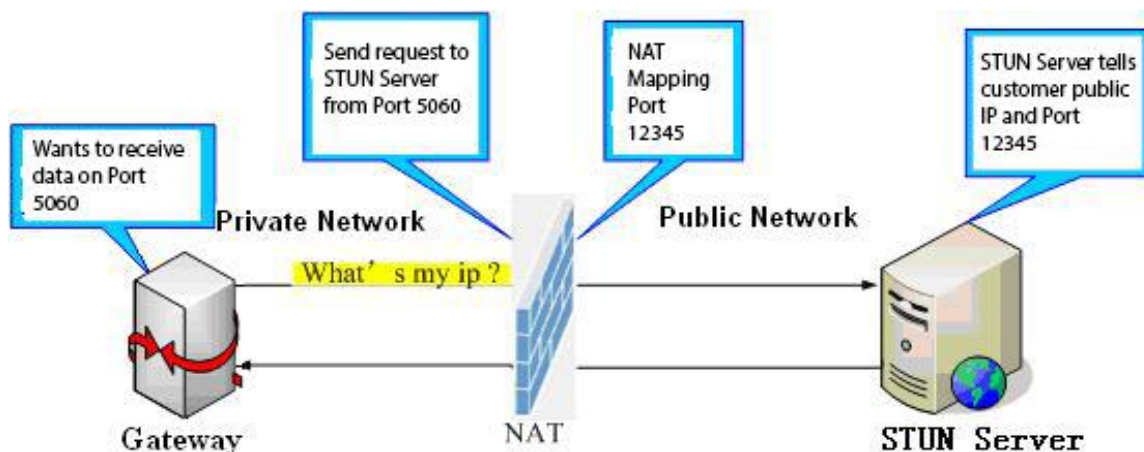 Send request to
STUN Server
from Port 5060
NAT
Mapping
Port
12345
STUN Server tells
customer public
IP and Port
12345
Wants to receive
data on Port
5060
Private Network
Public Network
What’s my ip ?
Gateway
NAT
STUN Server